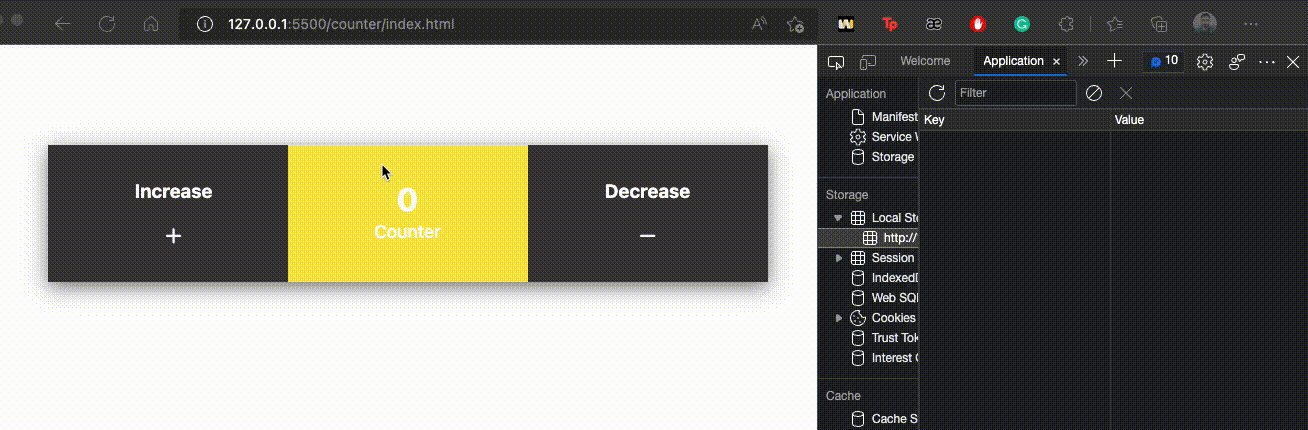 127.0.0.1:5500/counter/index.html
Tp
æ
Welcome
Application
10
Application
Filter
Manifest
Key
Value
Service
Storage
Increase
0
Counter
Decrease
+
−
Storage
Local Sto
http://
Session
IndexedD
Web SQL
Cookies
Trust Tok
Interest G
Cache
Cache S